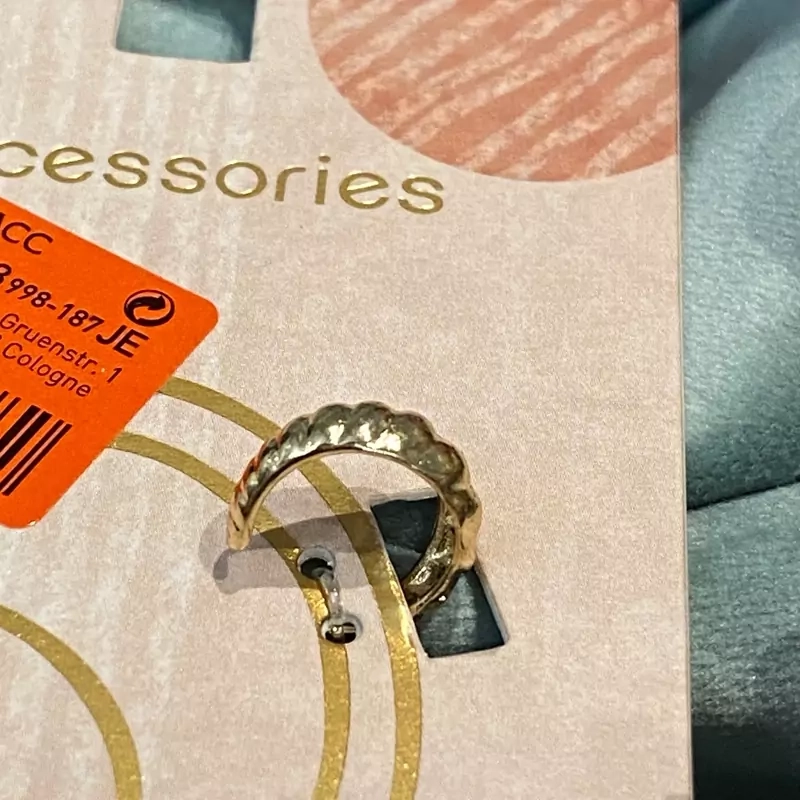 cessories
ACC
998-187 JE
Gruenstr. 1
Cologne